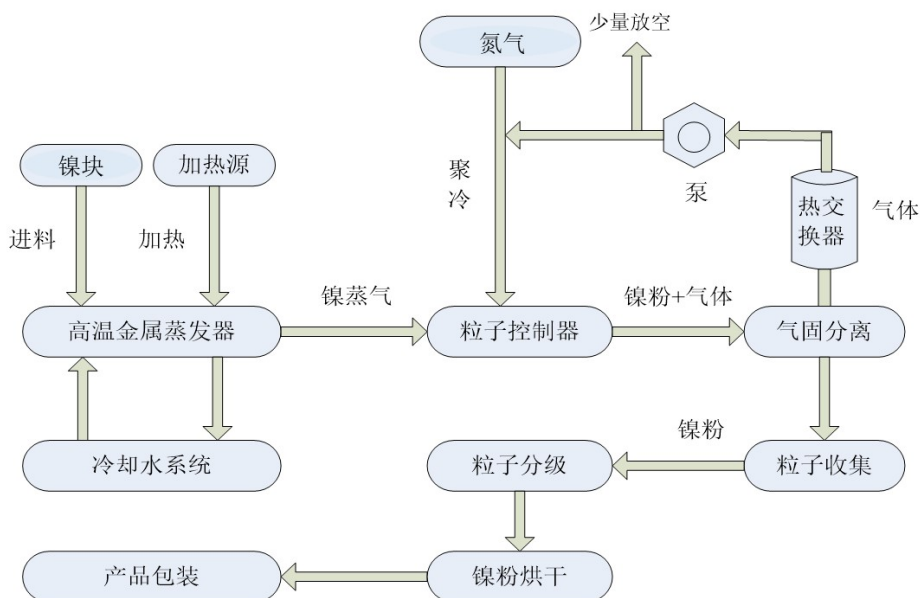 少量放空
氮气
镍块
加热源
聚
冷
泵
热交
换器
气体
进料
加热
镍蒸气
镍粉+气体
高温金属蒸发器
粒子控制器
气固分离
镍粉
冷却水系统
粒子分级
粒子收集
产品包装
镍粉烘干